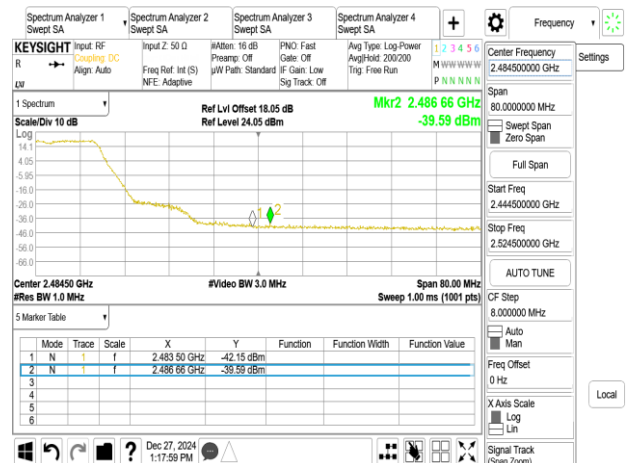 Spectrum Analyzer 1
Swept SA
Spectrum Analyzer 2
Swept SA
Spectrum Analyzer 3
Swept SA
Spectrum Analyzer 4
Swept SA
+
Frequency
KEYSIGHT
R
LXI
Input: RF
Coupling: DC
Align: Auto
Input Z: 50 Ω
Freq Ref: Int (S)
NFE: Adaptive
#Atten: 16 dB
Preamp: Off
µW Path: Standard
PNO: Fast
Gate: Off
IF Gain: Low
Sig Track: Off
Avg Type: Log-Power
Avg|Hold: 200/200
Trig: Free Run
1 2 3 4 5 6
M W W W W W
P N N N N N
1 Spectrum
Scale/Div 10 dB
Ref Lvl Offset 18.05 dB
Ref Level 24.05 dBm
Mkr2 2.486 66 GHz
-39.59 dBm
Log
14.1
4.05
-5.95
-16.0
-26.0
-36.0
-46.0
-56.0
-66.0
1
2
Center 2.48450 GHz
#Res BW 1.0 MHz
#Video BW 3.0 MHz
Span 80.00 MHz
Sweep 1.00 ms (1001 pts)
5 Marker Table
Mode Trace Scale X Y Function Function Width Function Value
1 N 1 f 2.483 50 GHz -42.15 dBm
2 N 1 f 2.486 66 GHz -39.59 dBm
3
4
5
6
?
Dec 27, 2024
1:17:59 PM
Center Frequency
2.484500000 GHz
Settings
Span
80.0000000 MHz
Swept Span
Zero Span
Full Span
Start Freq
2.444500000 GHz
Stop Freq
2.524500000 GHz
AUTO TUNE
CF Step
8.000000 MHz
Auto
Man
Freq Offset
0 Hz
X Axis Scale
Log
Lin
Local
Signal Track
(Span Zoom)